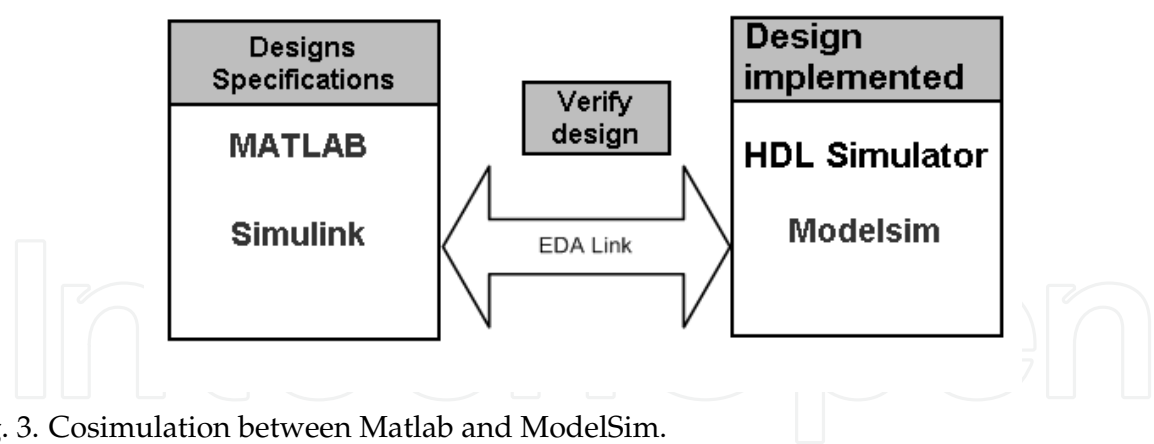 Designs
Specifications
MATLAB
Simulink
Verify
design
EDA Link
Design
implemented
HDL Simulator
Modelsim
g. 3. Cosimulation between Matlab and ModelSim.